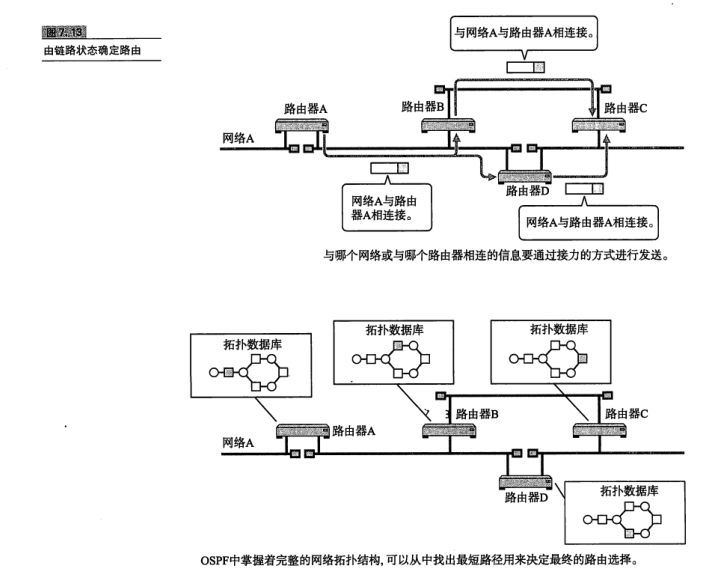 图7.13
由链路状态确定路由
与网络A与路由器A相连接。
路由器A
路由器B
路由器C
网络A
路由器D
网络A与路由
器A相连接。
网络A与路由器A相连接。
与哪个网络或与哪个路由器相连的信息要通过接力的方式进行发送。
拓扑数据库
拓扑数据库
拓扑数据库
路由器A
路由器B
路由器C
网络A
路由器D
拓扑数据库
OSPF中掌握着完整的网络拓扑结构,可以从中找出最短路径用来决定最终的路由选择。